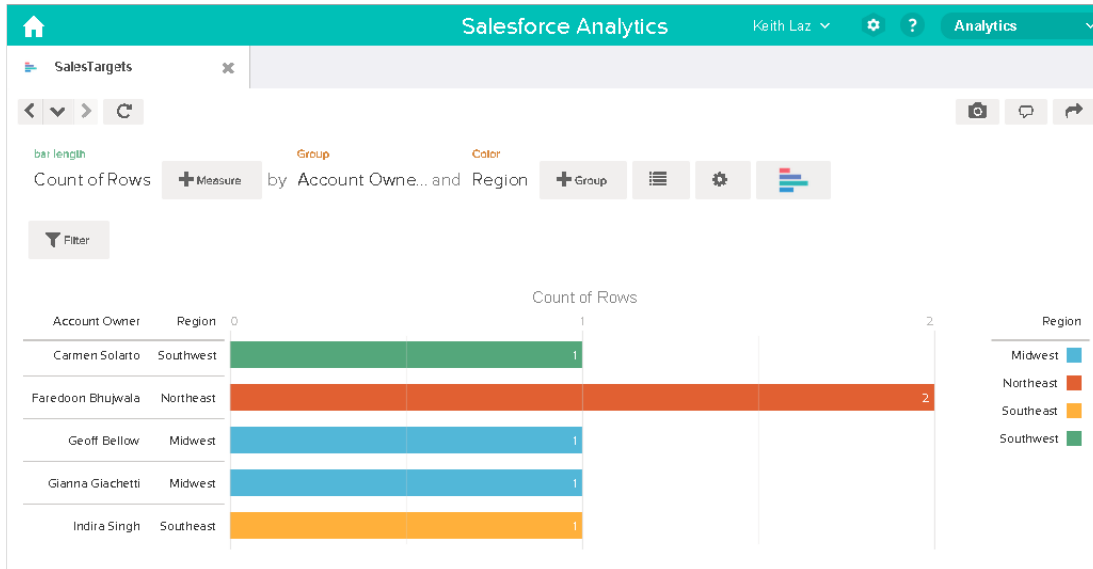 Salesforce Analytics
Keith Laz
?
Analytics
SalesTargets
bar length
Group
Color
Count of Rows
Measure
by
Account Owne...
and
Region
Group
Filter
Count of Rows
Account Owner Region 0 1 2 Region
Carmen Solarto Southwest 1 Midwest
Faredoon Bhujwala Northeast 2 Northeast
Southeast
Geoff Bellow Midwest 1 Southwest
Gianna Giachetti Midwest 1
Indira Singh Southeast 1